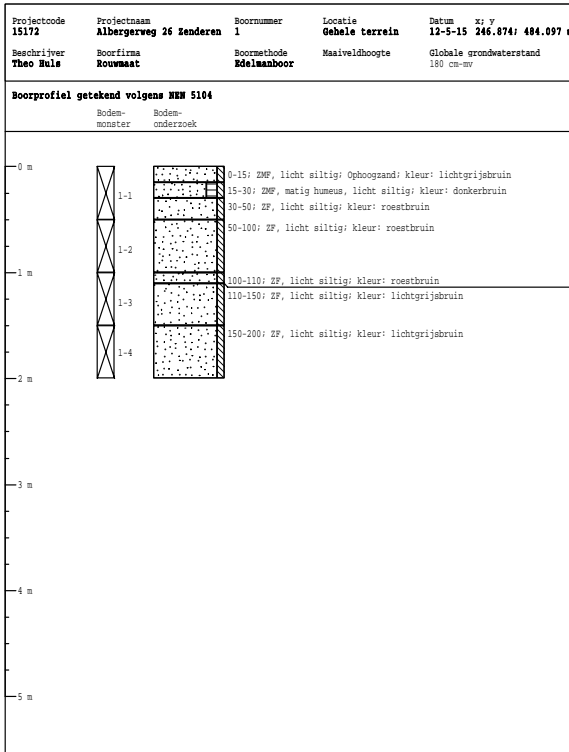 Projectcode Projectnaam Boornummer Locatie Datum x; y
15172 Albergerweg 26 Zenderen 1 Gehele terrein 12-5-15 246.874; 484.097
Beschrijver Boorfirma Boormethode Maaiveldhoogte Globale grondwaterstand
Theo Huls Rouwmaat Edelmanboor 180 cm-mv
Boorprofiel getekend volgens NEN 5104
Bodem- Bodem-
monster onderzoek
0 m
0-15; ZMF, licht siltig; Ophoogzand; kleur: lichtgrijsbruin
15-30; ZMF, matig humeus, licht siltig; kleur: donkerbruin
1-1
30-50; ZF, licht siltig; kleur: roestbruin
50-100; ZF, licht siltig; kleur: roestbruin
1-2
1 m
100-110; ZF, licht siltig; kleur: roestbruin
110-150; ZF, licht siltig; kleur: lichtgrijsbruin
1-3
150-200; ZF, licht siltig; kleur: lichtgrijsbruin
1-4
2 m
3 m
4 m
5 m